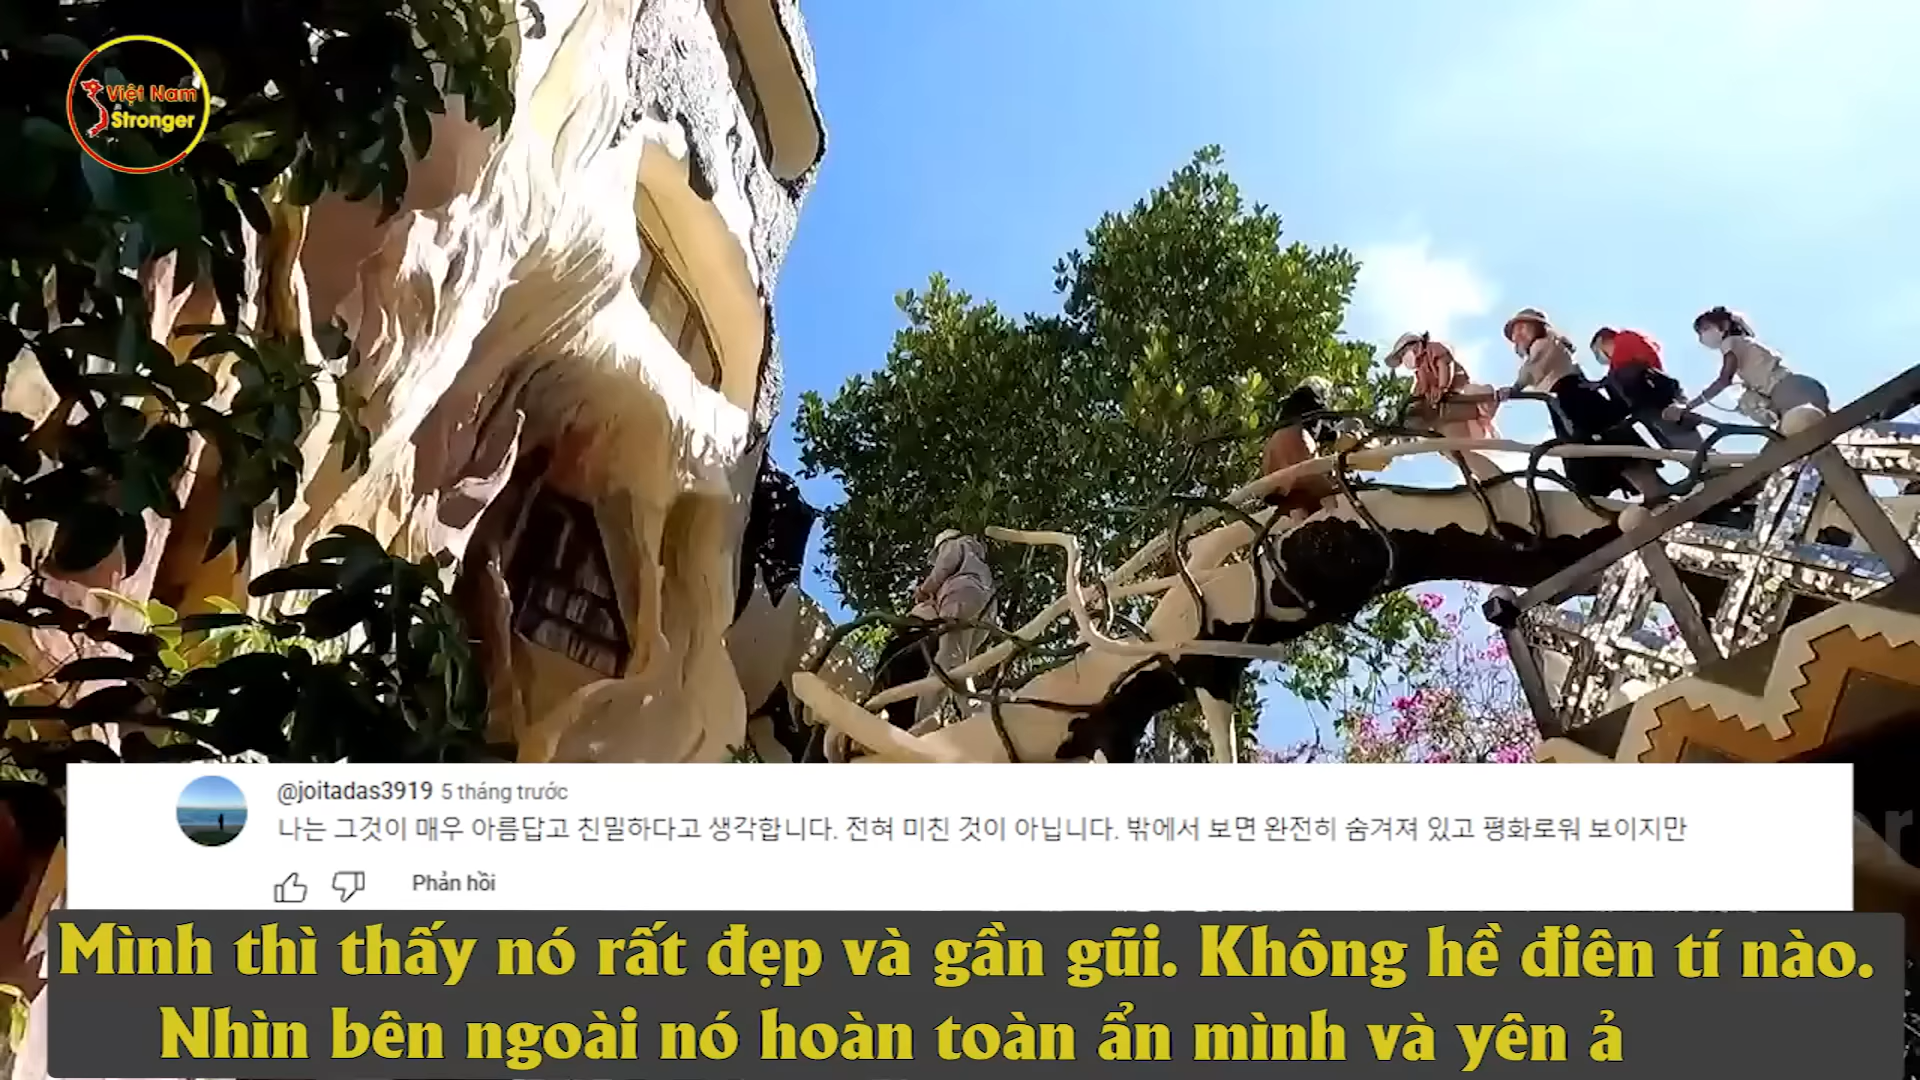 Việt Nam
Stronger
@joitadas3919 5 tháng trước
나는 그것이 매우 아름답고 친밀하다고 생각합니다. 전혀 미친 것이 아닙니다. 밖에서 보면 완전히 숨겨져 있고 평화로워 보이지만
Phản hồi
Mình thì thấy nó rất đẹp và gần gũi. Không hề điên tí nào.
Nhìn bên ngoài nó hoàn toàn ẩn mình và yên ả